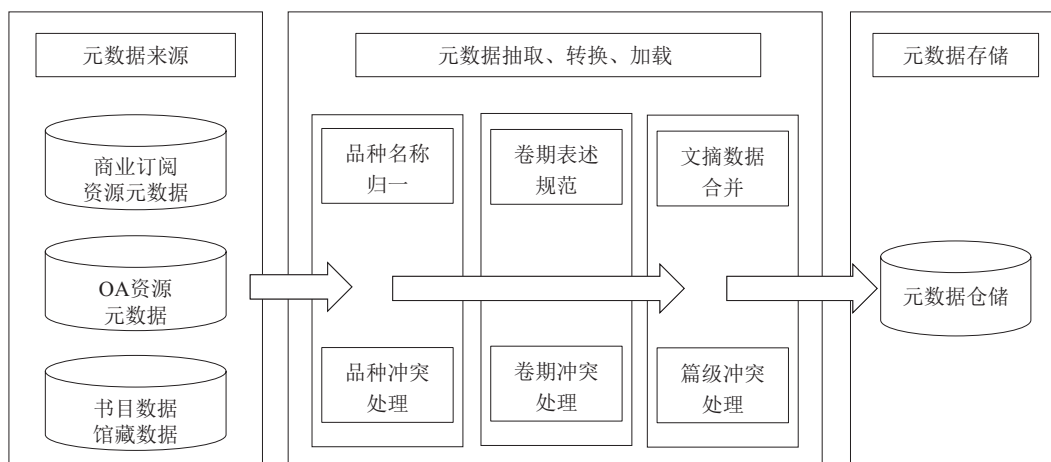 元数据来源
商业订阅
资源元数据
OA资源
元数据
书目数据
馆藏数据
元数据抽取、转换、加载
品种名称
归一
品种冲突
处理
卷期表述
规范
卷期冲突
处理
文摘数据
合并
篇级冲突
处理
元数据存储
元数据仓储